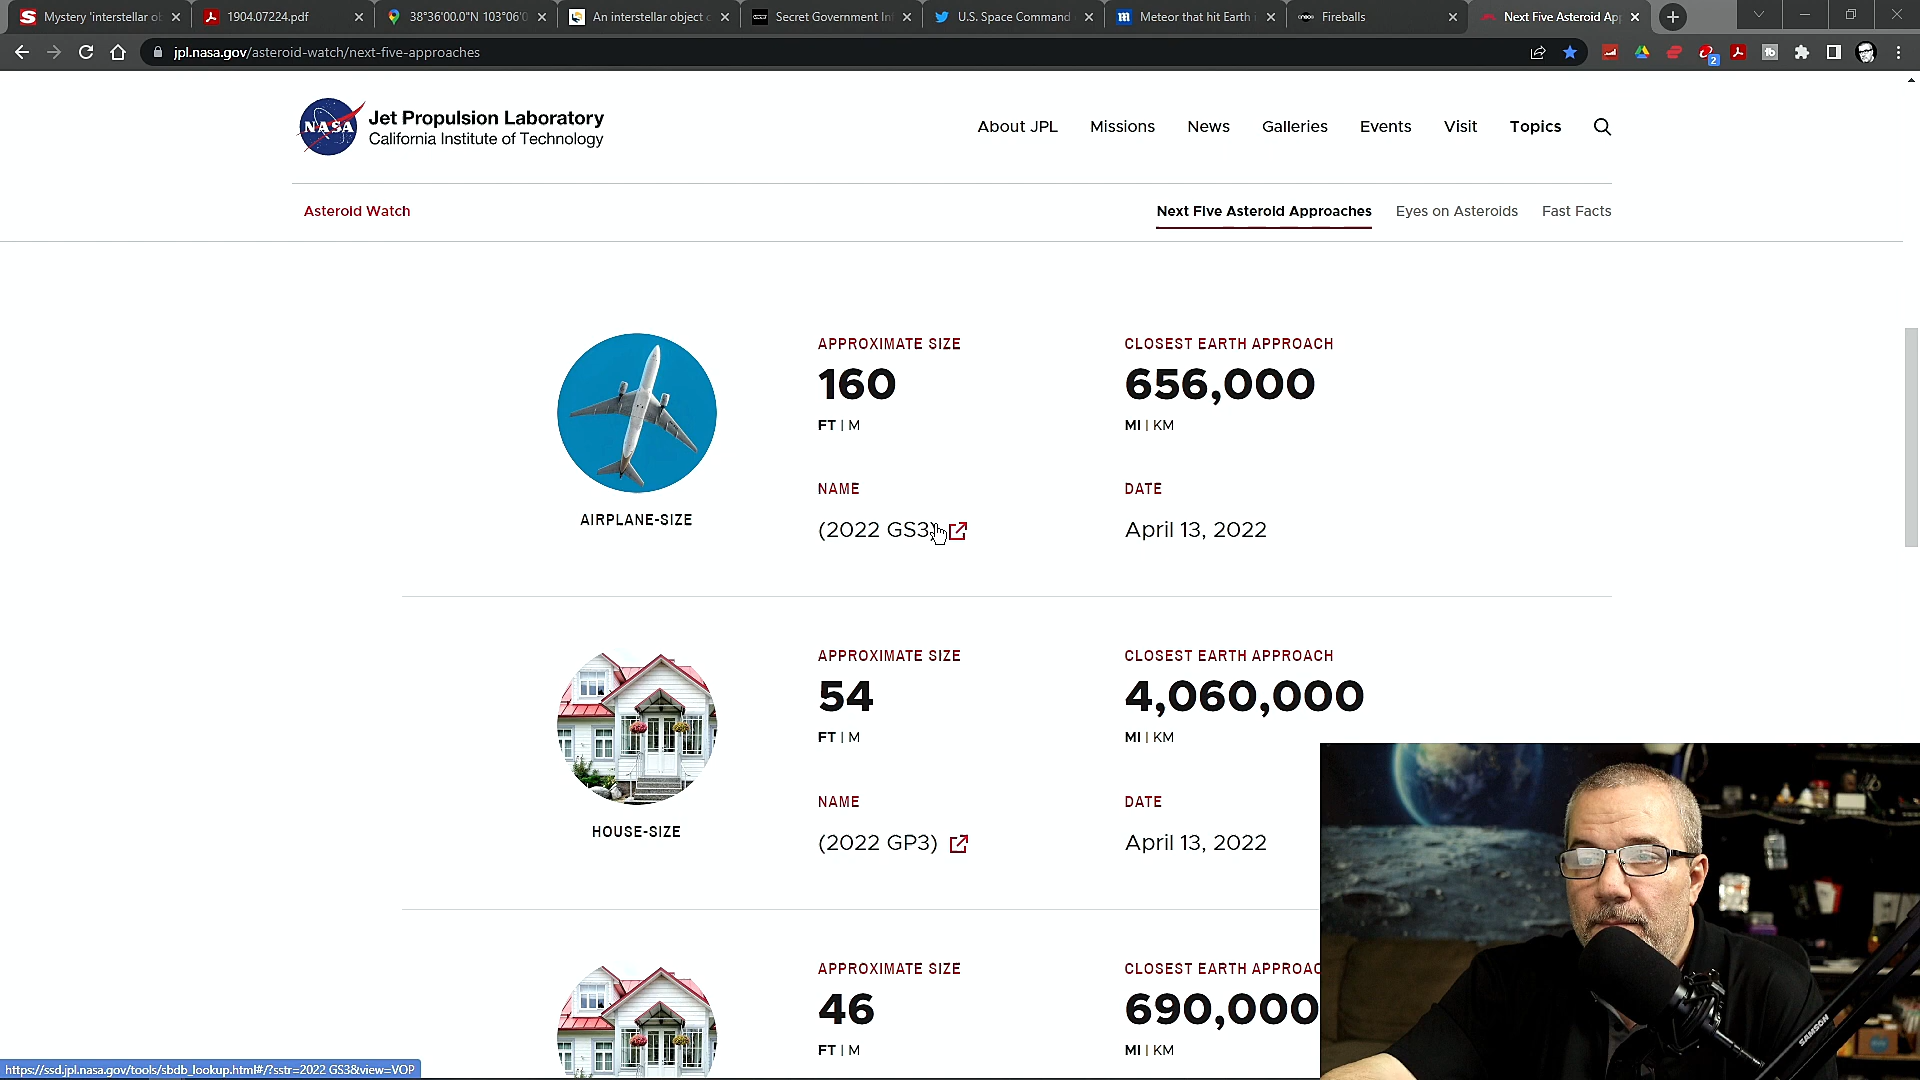 Mystery 'interstellar ob
1904.07224.pdf
38°36'00.0"N 103°06'0
An interstellar object c
Secret Government Inf
U.S. Space Command
Meteor that hit Earth i
Fireballs
Next Five Asteroid App
jpl.nasa.gov/asteroid-watch/next-five-approaches
2
NASA
Jet Propulsion Laboratory
California Institute of Technology
About JPL
Missions
News
Galleries
Events
Visit
Topics
Asteroid Watch
Next Five Asteroid Approaches
Eyes on Asteroids
Fast Facts
APPROXIMATE SIZE
CLOSEST EARTH APPROACH
160
656,000
FT | M
MI | KM
NAME
DATE
AIRPLANE-SIZE
(2022 GS3)
April 13, 2022
APPROXIMATE SIZE
CLOSEST EARTH APPROACH
54
4,060,000
FT | M
MI | KM
NAME
DATE
HOUSE-SIZE
(2022 GP3)
April 13, 2022
APPROXIMATE SIZE
CLOSEST EARTH APPROAC
46
690,000
FT | M
MI | KM
SAMSON
https://ssd.jpl.nasa.gov/tools/sbdb_lookup.html#/?sstr=2022 GS3&view=VOP